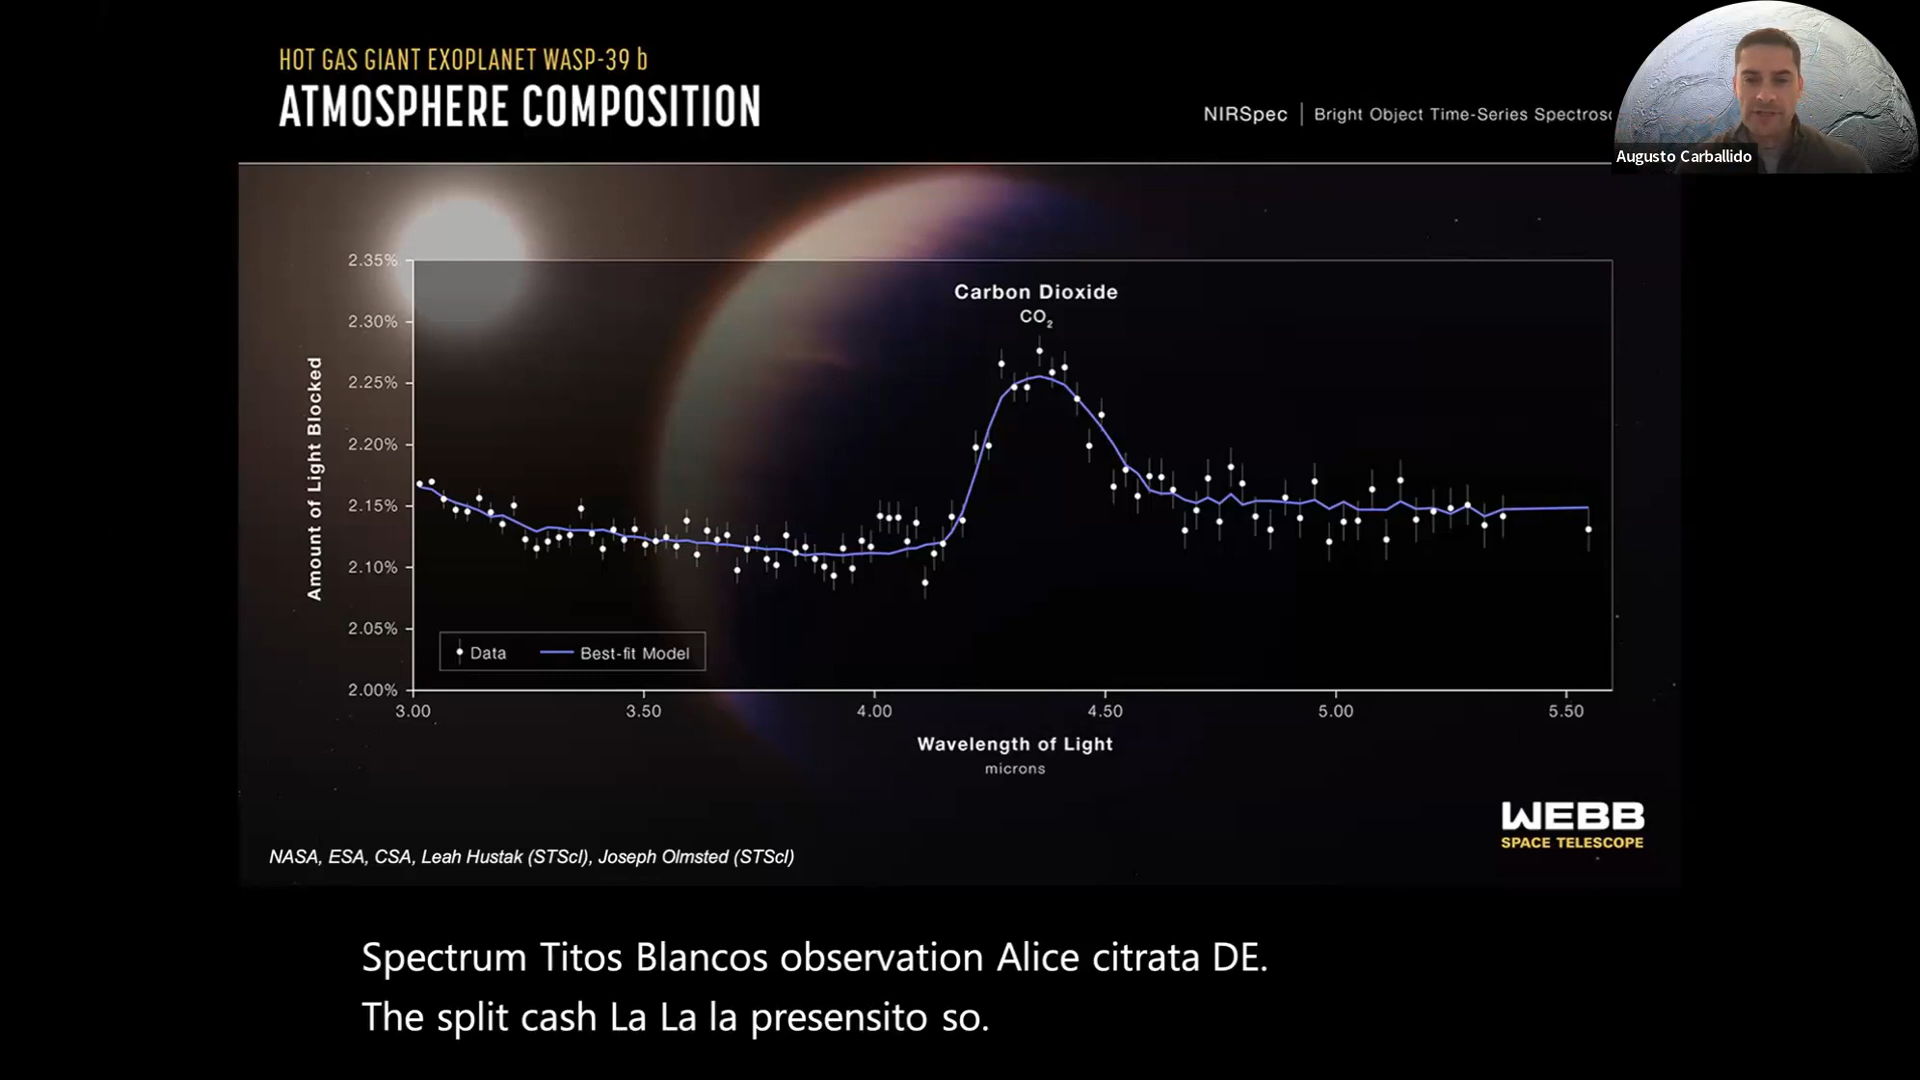 HOT GAS GIANT EXOPLANET WASP-39 b
ATMOSPHERE COMPOSITION
NIRSpec | Bright Object Time-Series
Augusto Carballido
2.35%
2.30%
2.25%
2.20%
2.15%
2.10%
2.05%
2.00%
Amount of Light Blocked
Carbon Dioxide
CO₂
Data
Best-fit Model
3.00 3.50 4.00 4.50 5.00 5.50
Wavelength of Light
microns
WEBB
SPACE TELESCOPE
NASA, ESA, CSA, Leah Hustak (STScI), Joseph Olmsted (STScI)
Spectrum Titos Blancos observation Alice citrata DE.
The split cash La La la presensito so.